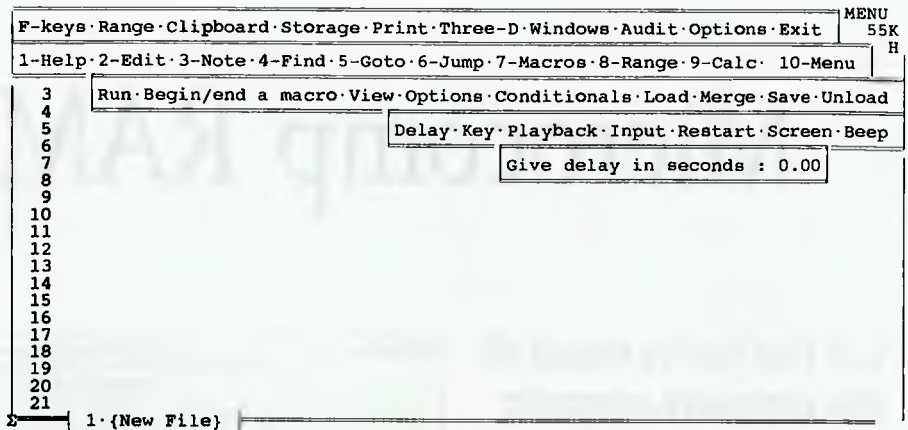 MENU
F-keys·Range·Clipboard·Storage·Print·Three-D·Windows·Audit·Options·Exit 55K
H
1-Help·2-Edit·3-Note·4-Find·5-Goto·6-Jump·7-Macros·8-Range·9-Calc· 10-Menu
3 Run·Begin/end a macro·View·Options·Conditionals·Load·Merge·Save·Unload
4
5 Delay·Key·Playback·Input·Restart·Screen·Beep
6
7 Give delay in seconds : 0.00
8
9
10
11
12
13
14
15
16
17
18
19
20
21
Σ 1·{New File}